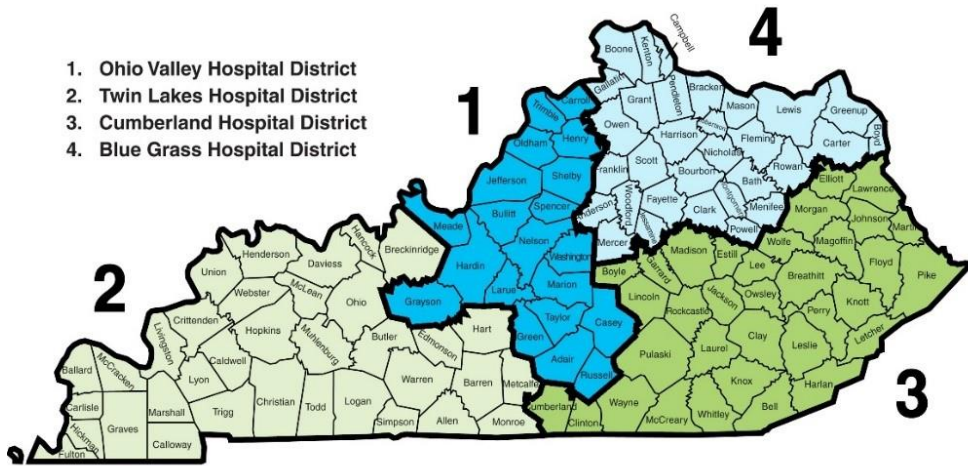 1. Ohio Valley Hospital District
2. Twin Lakes Hospital District
3. Cumberland Hospital District
4. Blue Grass Hospital District
1
4
2
3
Campbell
Boone
Kenton
Gallatin
Grant
Pendleton
Bracken
Mason
Lewis
Greenup
Boyd
Carter
Owen
Harrison
Robertson
Fleming
Rowan
Nicholas
Scott
Bourbon
Franklin
Bath
Woodford
Fayette
Montgomery
Menifee
Clark
Anderson
Jessamine
Powell
Mercer
Carroll
Trimble
Oldham
Henry
Shelby
Jefferson
Spencer
Bullitt
Meade
Nelson
Washington
Hardin
Marion
Larue
Grayson
Taylor
Casey
Green
Adair
Russell
Hancock
Breckinridge
Henderson
Daviess
Union
McLean
Webster
Ohio
Crittenden
Livingston
Hopkins
Muhlenburg
Butler
Edmonson
Hart
Caldwell
Lyon
Warren
Barren
Metcalfe
Ballard
McCracken
Carlisle
Marshall
Trigg
Christian
Todd
Logan
Simpson
Allen
Monroe
Hickman
Graves
Calloway
Fulton
Elliott
Lawrence
Morgan
Johnson
Martin
Madison
Estill
Wolfe
Magoffin
Boyle
Garrard
Lee
Breathitt
Floyd
Pike
Lincoln
Jackson
Owsley
Knott
Rockcastle
Perry
Letcher
Clay
Leslie
Pulaski
Laurel
Knox
Harlan
Cumberland
Wayne
Clinton
McCreary
Whitley
Bell